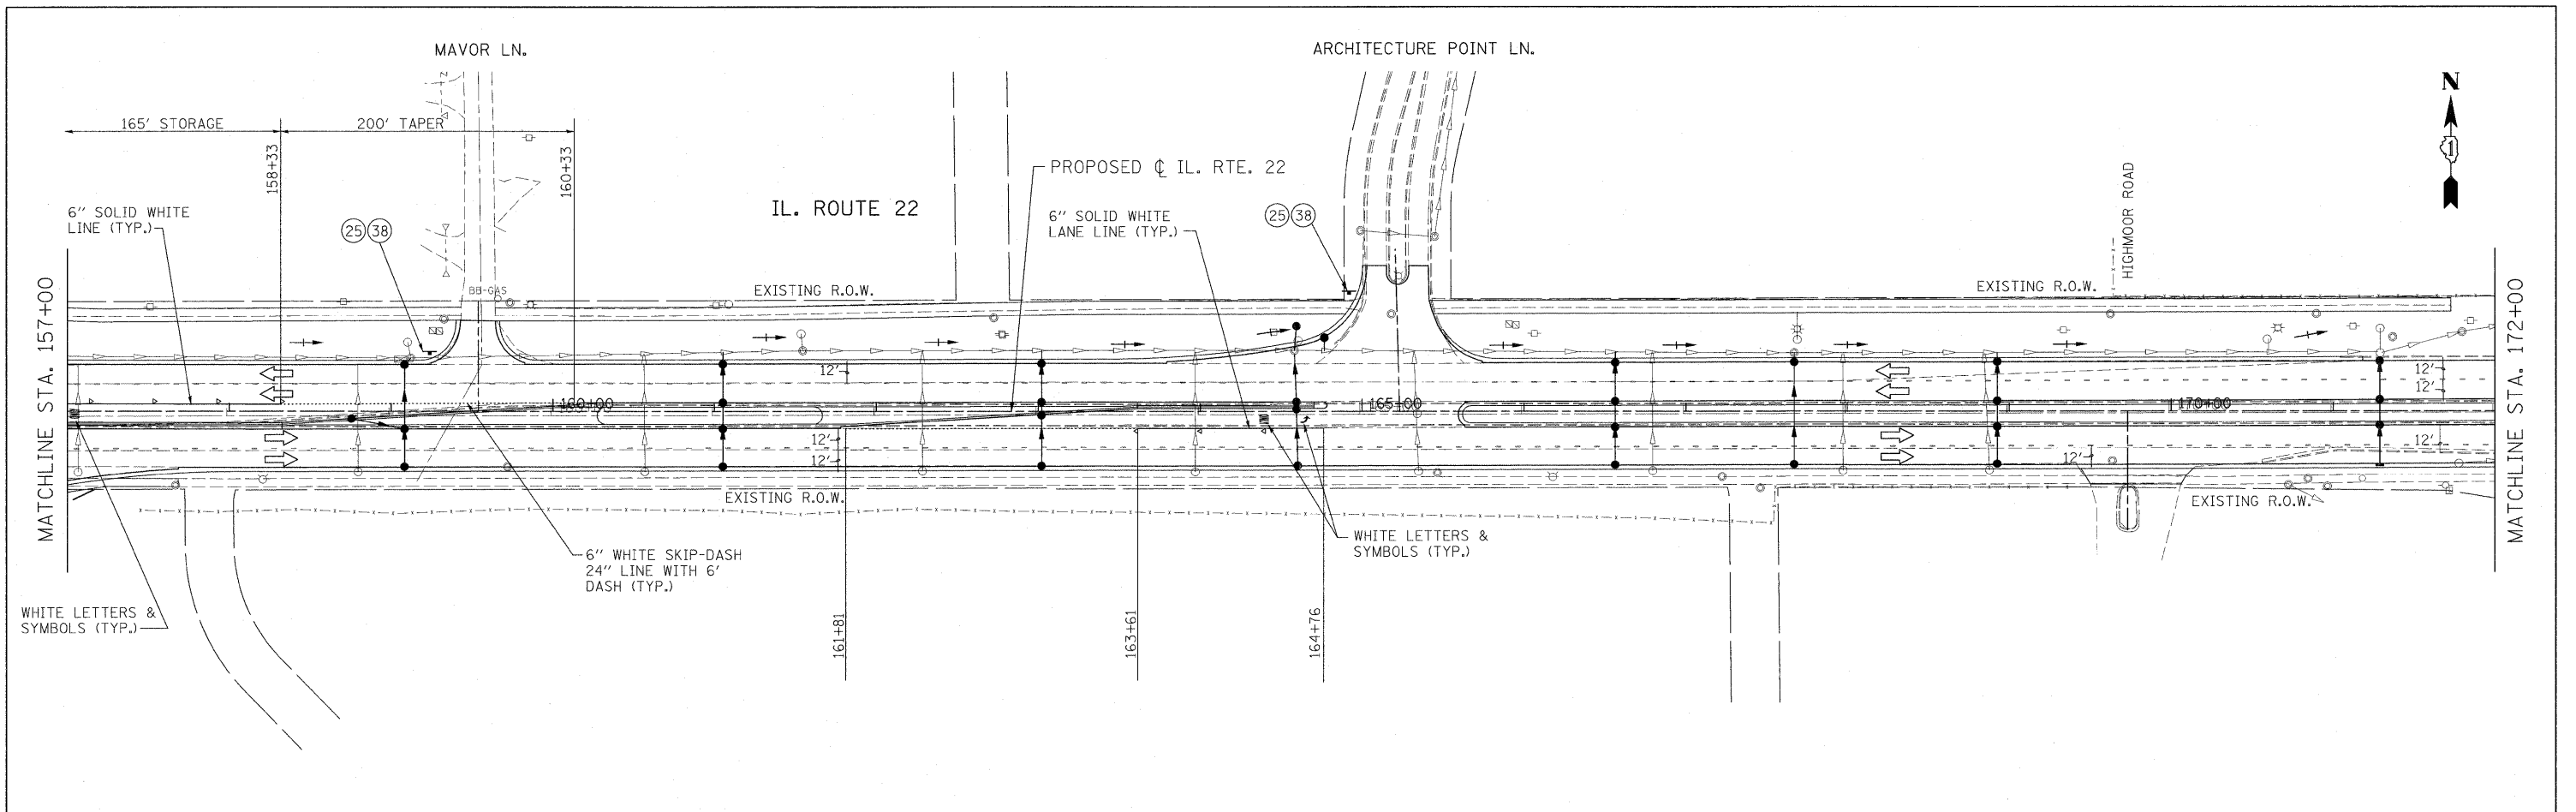 MAVOR LN.
ARCHITECTURE POINT LN.
N
1
165' STORAGE
200' TAPER
158+33
160+33
PROPOSED ℄ IL. RTE. 22
HIGHMOOR ROAD
6" SOLID WHITE
LINE (TYP.)
25 38
IL. ROUTE 22
6" SOLID WHITE
LANE LINE (TYP.)
25 38
MATCHLINE STA. 157+00
BB-GAS
EXISTING R.O.W.
EXISTING R.O.W.
MATCHLINE STA. 172+00
12'
12'
12'
160+00
165+00
170+00
12'
12'
12'
12'
EXISTING R.O.W.
EXISTING R.O.W.
6" WHITE SKIP-DASH
24" LINE WITH 6'
DASH (TYP.)
WHITE LETTERS &
SYMBOLS (TYP.)
WHITE LETTERS &
SYMBOLS (TYP.)
161+81
163+61
164+76